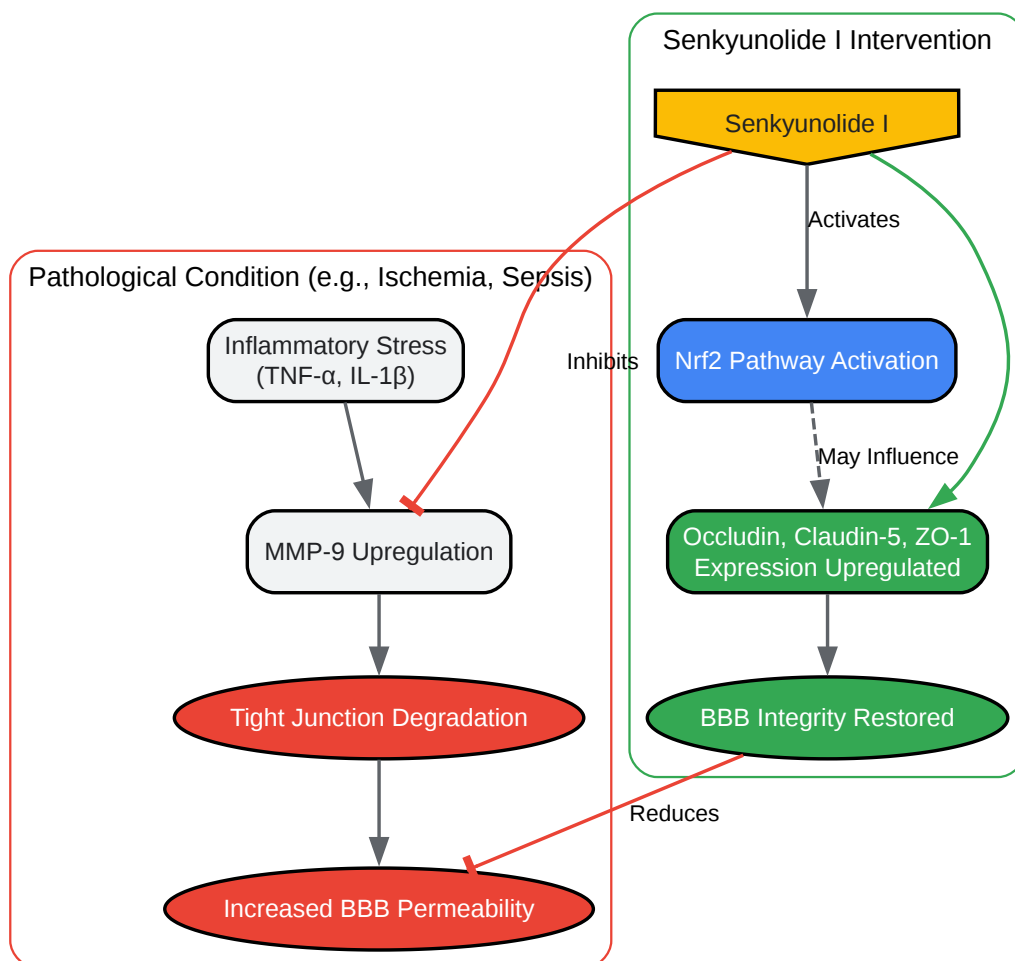 Senkyunolide I Intervention
Senkyunolide I
Activates
Pathological Condition (e.g., Ischemia, Sepsis)
Inflammatory Stress
(TNF-α, IL-1β)
Inhibits
Nrf2 Pathway Activation
May Influence
MMP-9 Upregulation
Occludin, Claudin-5, ZO-1
Expression Upregulated
Tight Junction Degradation
BBB Integrity Restored
Reduces
Increased BBB Permeability